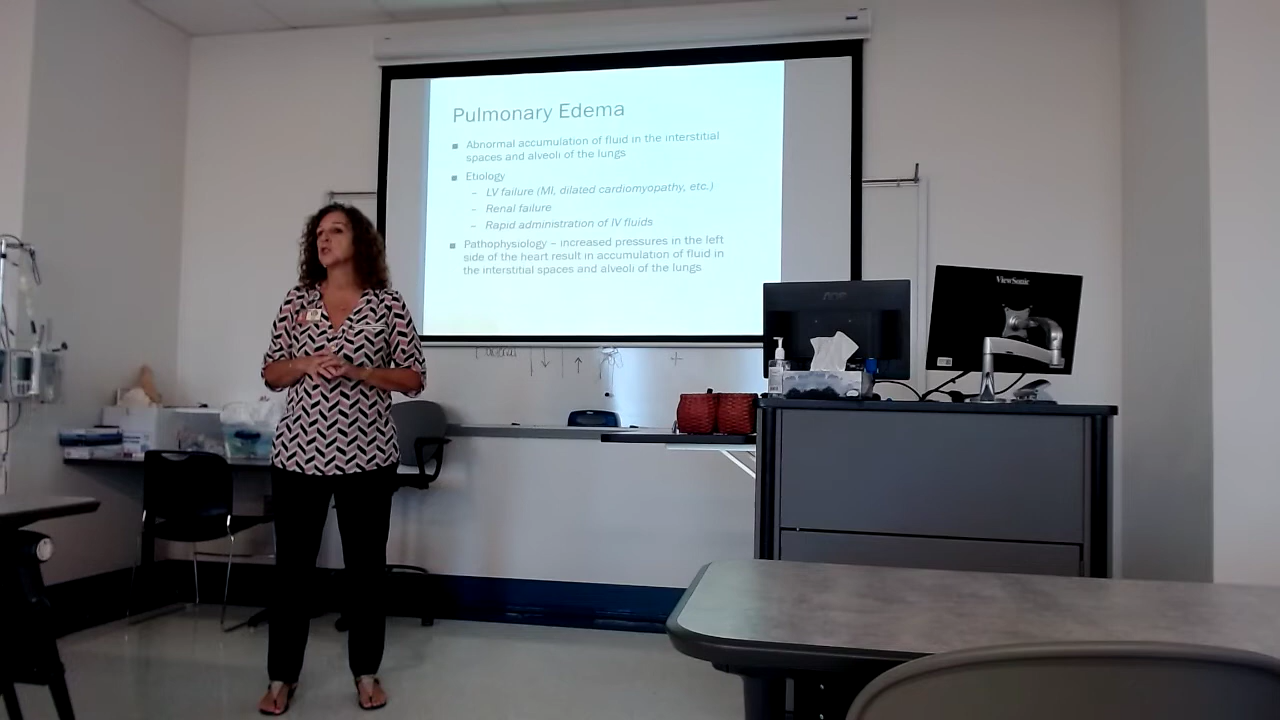 Pulmonary Edema
■ Abnormal accumulation of fluid in the interstitial
spaces and alveoli of the lungs
■ Etiology
– LV failure (MI, dilated cardiomyopathy, etc.)
– Renal failure
– Rapid administration of IV fluids
■ Pathophysiology – increased pressures in the left
side of the heart result in accumulation of fluid in
the interstitial spaces and alveoli of the lungs
AOC
ViewSonic
↓ ↑ +